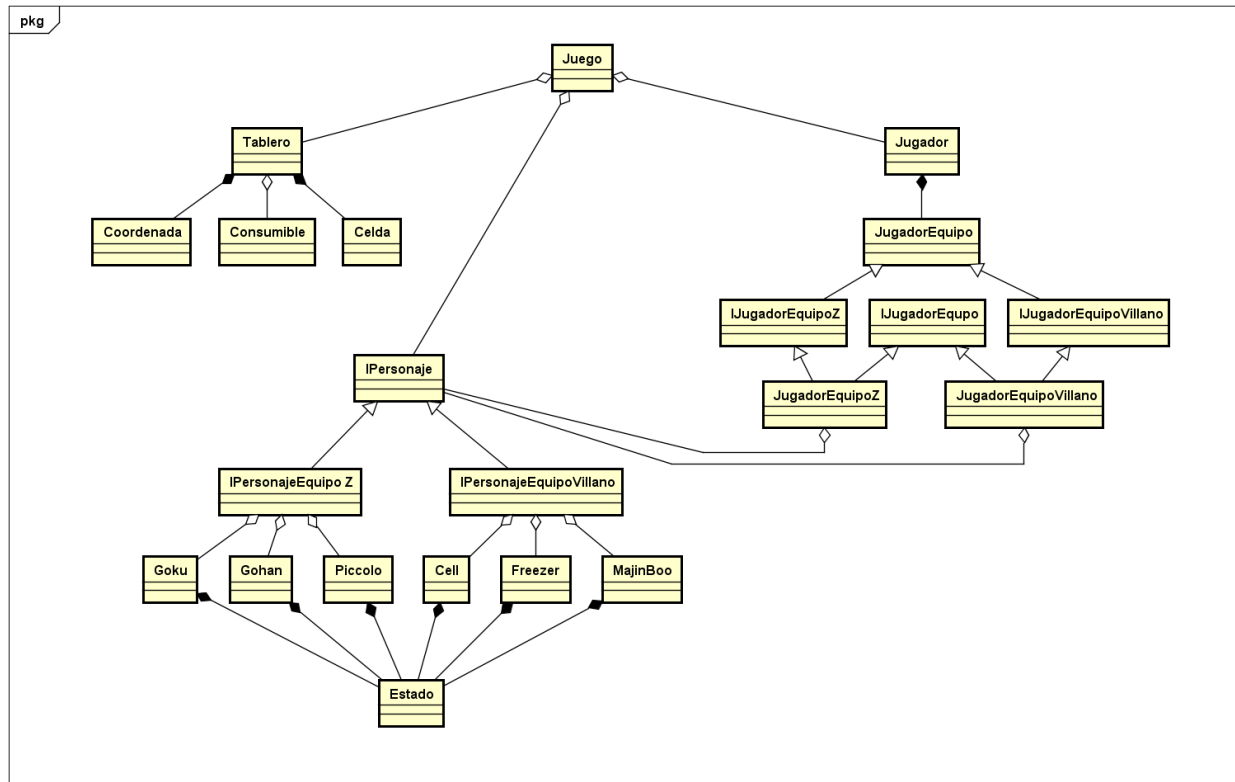 pkg
Juego
Tablero
Jugador
Coordenada
Consumible
Celda
JugadorEquipo
IJugadorEquipoZ
IJugadorEqupo
IJugadorEquipoVillano
IPersonaje
JugadorEquipoZ
JugadorEquipoVillano
IPersonajeEquipo Z
IPersonajeEquipoVillano
Goku
Gohan
Piccolo
Cell
Freezer
MajinBoo
Estado